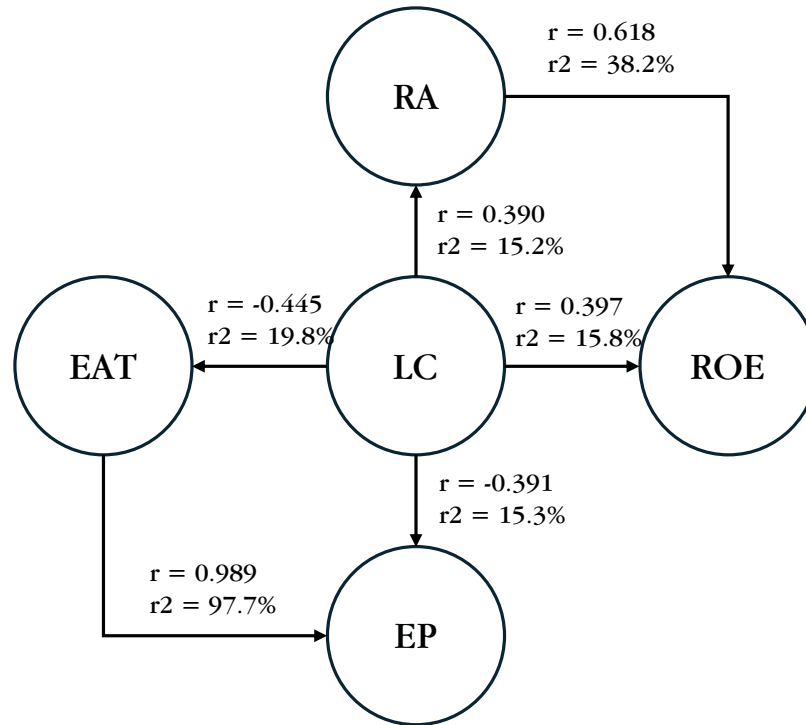 r = 0.618
r2 = 38.2%
RA
r = 0.390
r2 = 15.2%
r = -0.445
r2 = 19.8%
r = 0.397
r2 = 15.8%
EAT
LC
ROE
r = -0.391
r2 = 15.3%
r = 0.989
r2 = 97.7%
EP